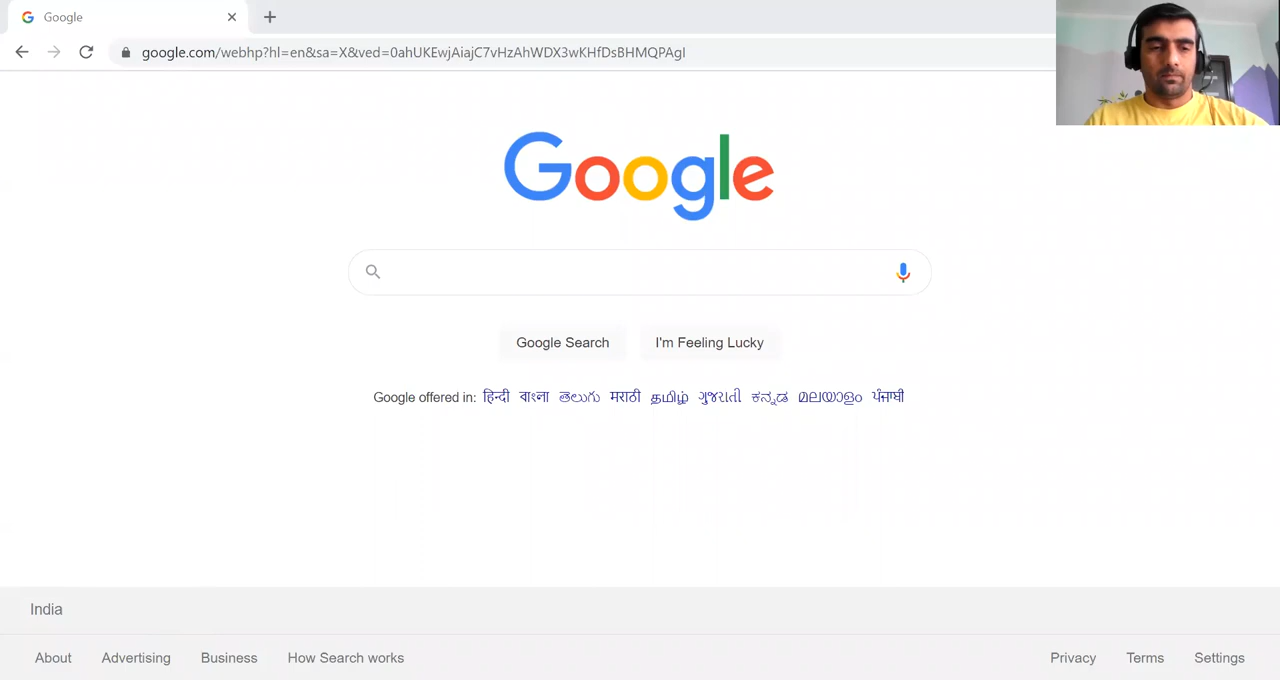 Google
google.com/webhp?hl=en&sa=X&ved=0ahUKEwjAiajC7vHzAhWDX3wKHfDsBHMQPAgI
Google
Google Search I'm Feeling Lucky
Google offered in: हिन्दी বাংলা తెలుగు मराठी தமிழ் ગુજરાતી ಕನ್ನಡ മലയാളം ਪੰਜਾਬੀ
India
About Advertising Business How Search works Privacy Terms Settings